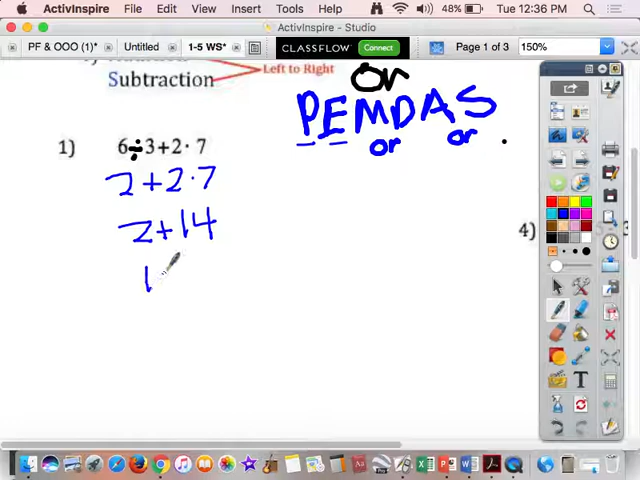 ActivInspire File Edit View Insert Tools Help 48% Tue 12:36 PM
ActivInspire - Studio
PF & OOO (1)* Untitled 1-5 WS* CLASSFLOW Connect Page 1 of 3 150%
Subtraction
Left to Right
Or
PEMDAS
or or
1) 6÷3+2·7
2+2·7
2+14
1
4)